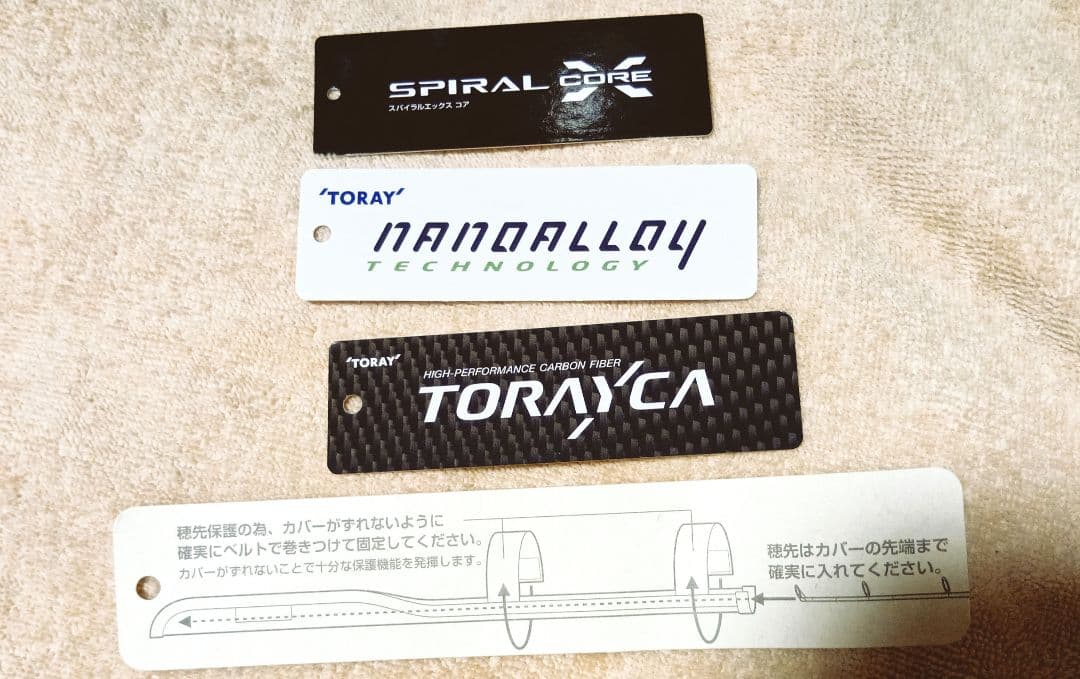 SPIRAL X CORE
スパイラルエックス コア
'TORAY'
NANOALLOY
TECHNOLOGY
'TORAY'
HIGH-PERFORMANCE CARBON FIBER
TORAYCA
穂先保護の為、カバーがずれないように
確実にベルトで巻きつけて固定してください。
カバーがずれないことで十分な保護機能を発揮します。
穂先はカバーの先端まで
確実に入れてください。